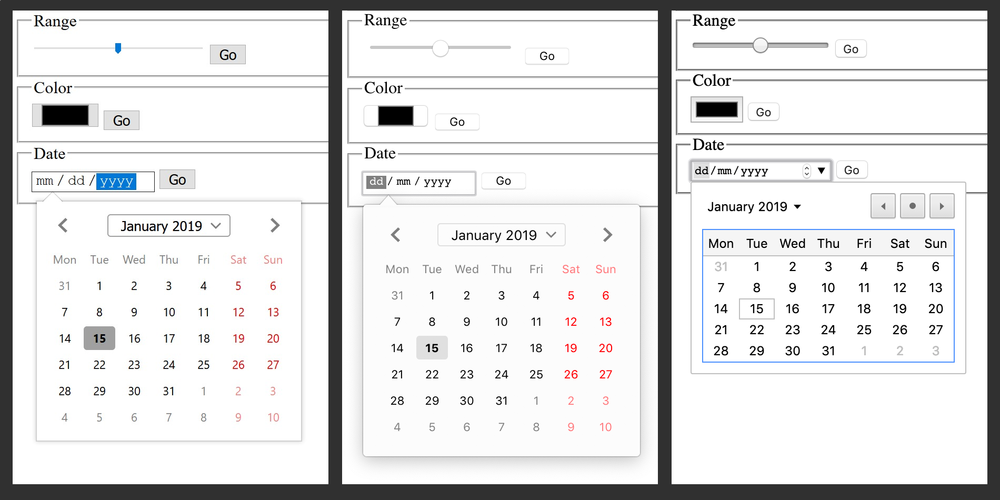 Range
Go
Color
Go
Date
mm / dd / yyyy
Go
January 2019
Mon Tue Wed Thu Fri Sat Sun
31 1 2 3 4 5 6
7 8 9 10 11 12 13
14 15 16 17 18 19 20
21 22 23 24 25 26 27
28 29 30 31 1 2 3
4 5 6 7 8 9 10
Range
Go
Color
Go
Date
dd / mm / yyyy
Go
January 2019
Mon Tue Wed Thu Fri Sat Sun
31 1 2 3 4 5 6
7 8 9 10 11 12 13
14 15 16 17 18 19 20
21 22 23 24 25 26 27
28 29 30 31 1 2 3
4 5 6 7 8 9 10
Range
Go
Color
Go
Date
dd/mm/yyyy
Go
January 2019
Mon Tue Wed Thu Fri Sat Sun
31 1 2 3 4 5 6
7 8 9 10 11 12 13
14 15 16 17 18 19 20
21 22 23 24 25 26 27
28 29 30 31 1 2 3